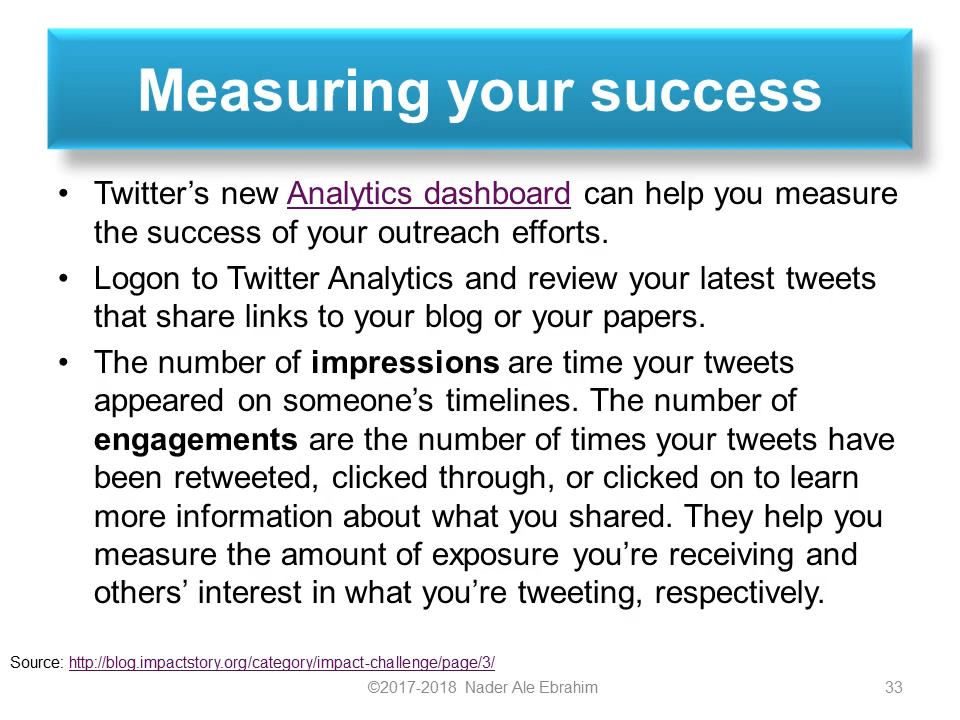 Measuring your success
• Twitter’s new Analytics dashboard can help you measure
the success of your outreach efforts.
• Logon to Twitter Analytics and review your latest tweets
that share links to your blog or your papers.
• The number of impressions are time your tweets
appeared on someone’s timelines. The number of
engagements are the number of times your tweets have
been retweeted, clicked through, or clicked on to learn
more information about what you shared. They help you
measure the amount of exposure you’re receiving and
others’ interest in what you’re tweeting, respectively.
Source: http://blog.impactstory.org/category/impact-challenge/page/3/
©2017-2018 Nader Ale Ebrahim
33